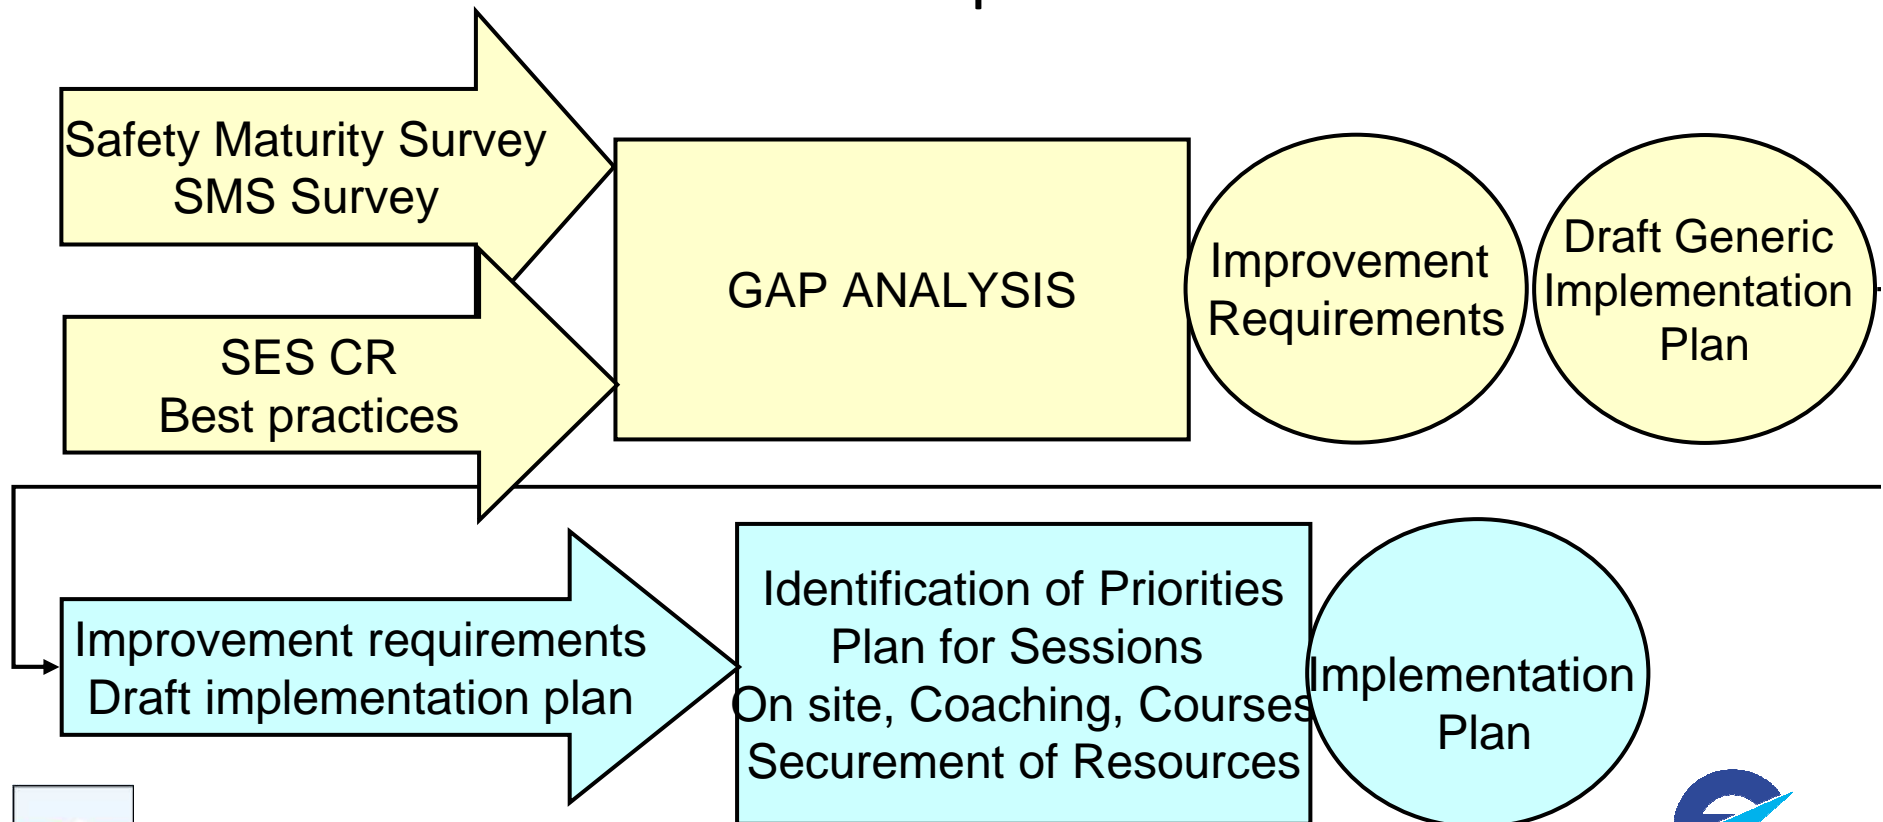 Safety Maturity Survey
SMS Survey
SES CR
Best practices
GAP ANALYSIS
Improvement
Requirements
Draft Generic
Implementation
Plan
Improvement requirements
Draft implementation plan
Identification of Priorities
Plan for Sessions
On site, Coaching, Courses
Securement of Resources
Implementation
Plan